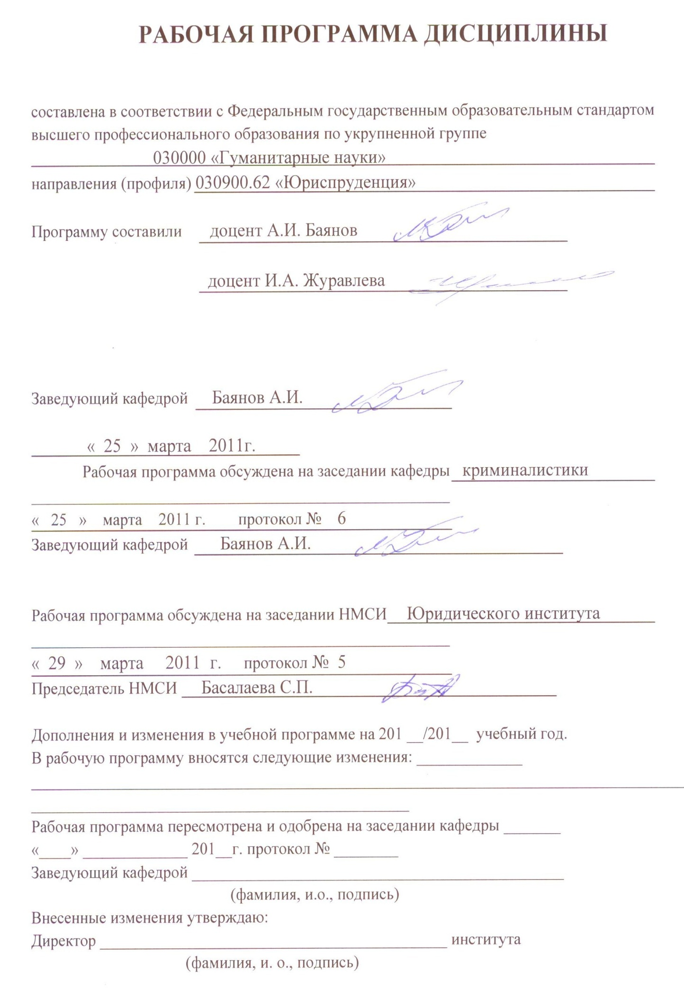 РАБОЧАЯ ПРОГРАММА ДИСЦИПЛИНЫ
составлена в соответствии с Федеральным государственным образовательным стандартом
высшего профессионального образования по укрупненной группе
030000 «Гуманитарные науки»
направления (профиля) 030900.62 «Юриспруденция»
Программу составили доцент А.И. Баянов
доцент И.А. Журавлева
Заведующий кафедрой Баянов А.И.
« 25 » марта 2011г.
Рабочая программа обсуждена на заседании кафедры криминалистики
« 25 » марта 2011 г. протокол № 6
Заведующий кафедрой Баянов А.И.
Рабочая программа обсуждена на заседании НМСИ Юридического института
« 29 » марта 2011 г. протокол № 5
Председатель НМСИ Басалаева С.П.
Дополнения и изменения в учебной программе на 201 __/201__ учебный год.
В рабочую программу вносятся следующие изменения: _____________
Рабочая программа пересмотрена и одобрена на заседании кафедры _______
«____» _____________ 201__г. протокол № ________
Заведующий кафедрой ______________
(фамилия, и.о., подпись)
Внесенные изменения утверждаю:
Директор ______________ института
(фамилия, и. о., подпись)